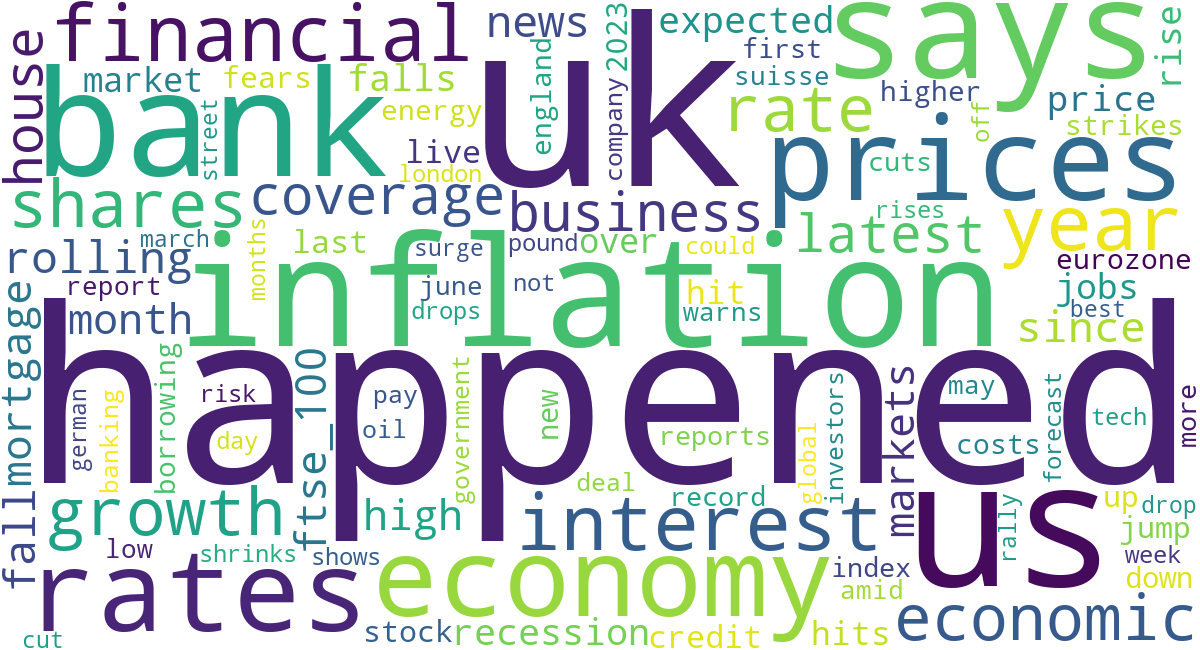 financial
news
expected
2023
says
rise
house
market
fears
falls
bank
uk
first
suisse
england
company
street
energy
rate
higher
off
price
strikes
live
london
prices
cuts
shares
coverage
business
latest
rises
year
rolling
march
last
months
surge
pound
over
could
eurozone
report
inflation
june
not
hit
jobs
mortgage
month
drops
warns
best
since
happened
borrowing
ftse_100
german
banking
risk
day
pay
oil
government
new
reports
global
investors
markets
may
costs
forecast
tech
more
fall
growth
high
deal
record
interest
us
rally
up
drop
jump
low
shrinks
shows
index
week
rates
economy
amid
down
cut
stock
recession
credit
hits
economic